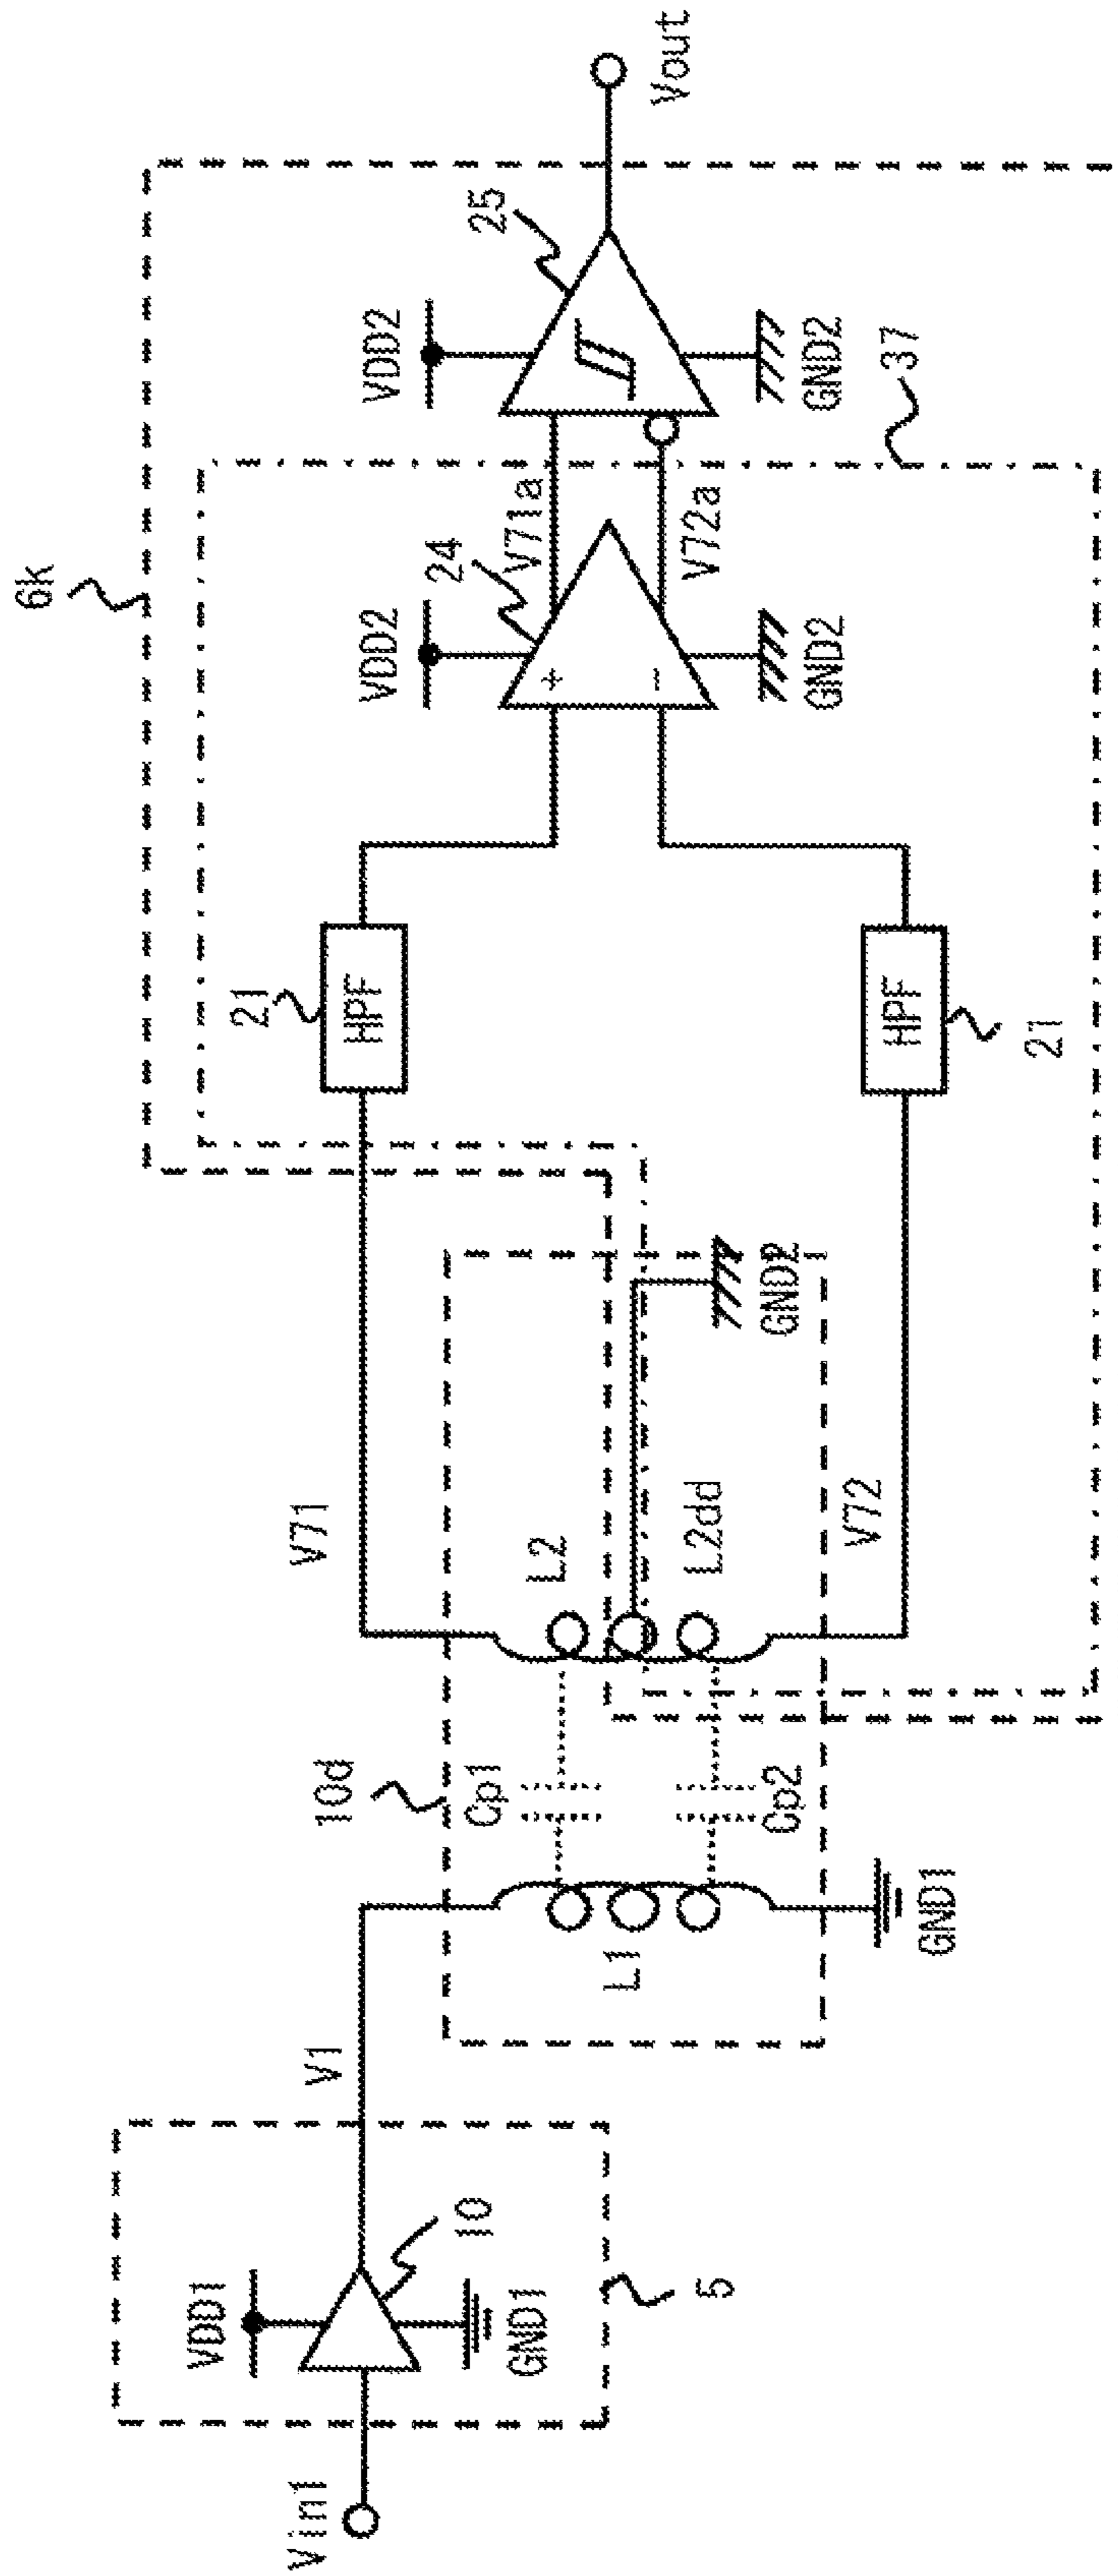 6k
VDD2
VDD2
25
Vout
24
V71a
V72a
GND2
GND2
37
21
HPF
HPF
21
V71
L2
GND2
L2dd
V72
10d
Cp1
Cp2
L1
GND1
V1
VDD1
10
GND1
5
Vin1